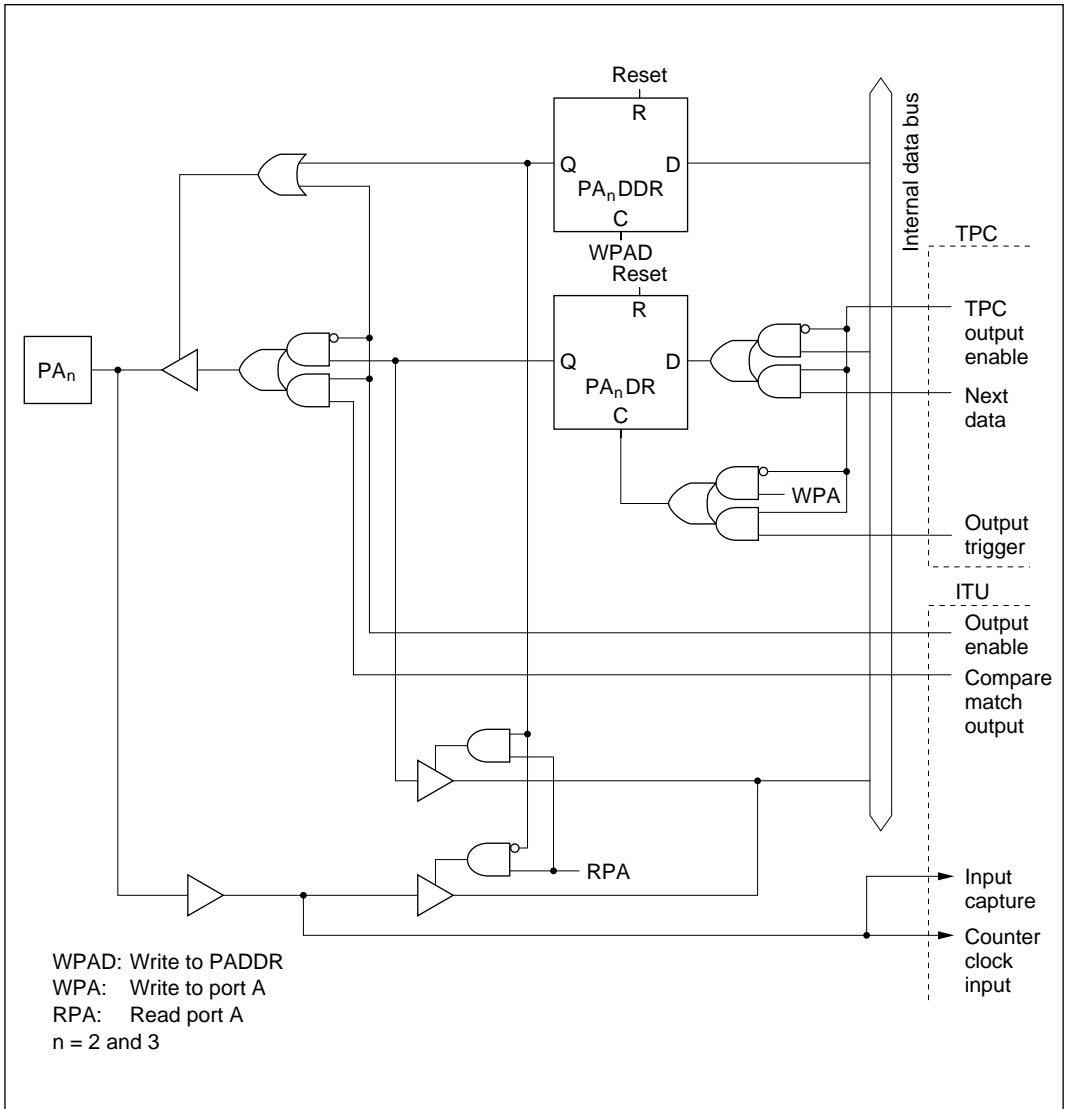 Reset
R
Q
D
PAnDDR
C
WPAD
Internal data bus
TPC
Reset
R
TPC
output
enable
PAn
Q
D
PAnDR
C
Next
data
WPA
Output
trigger
ITU
Output
enable
Compare
match
output
RPA
Input
capture
Counter
clock
input
WPAD: Write to PADDR
WPA: Write to port A
RPA: Read port A
n = 2 and 3